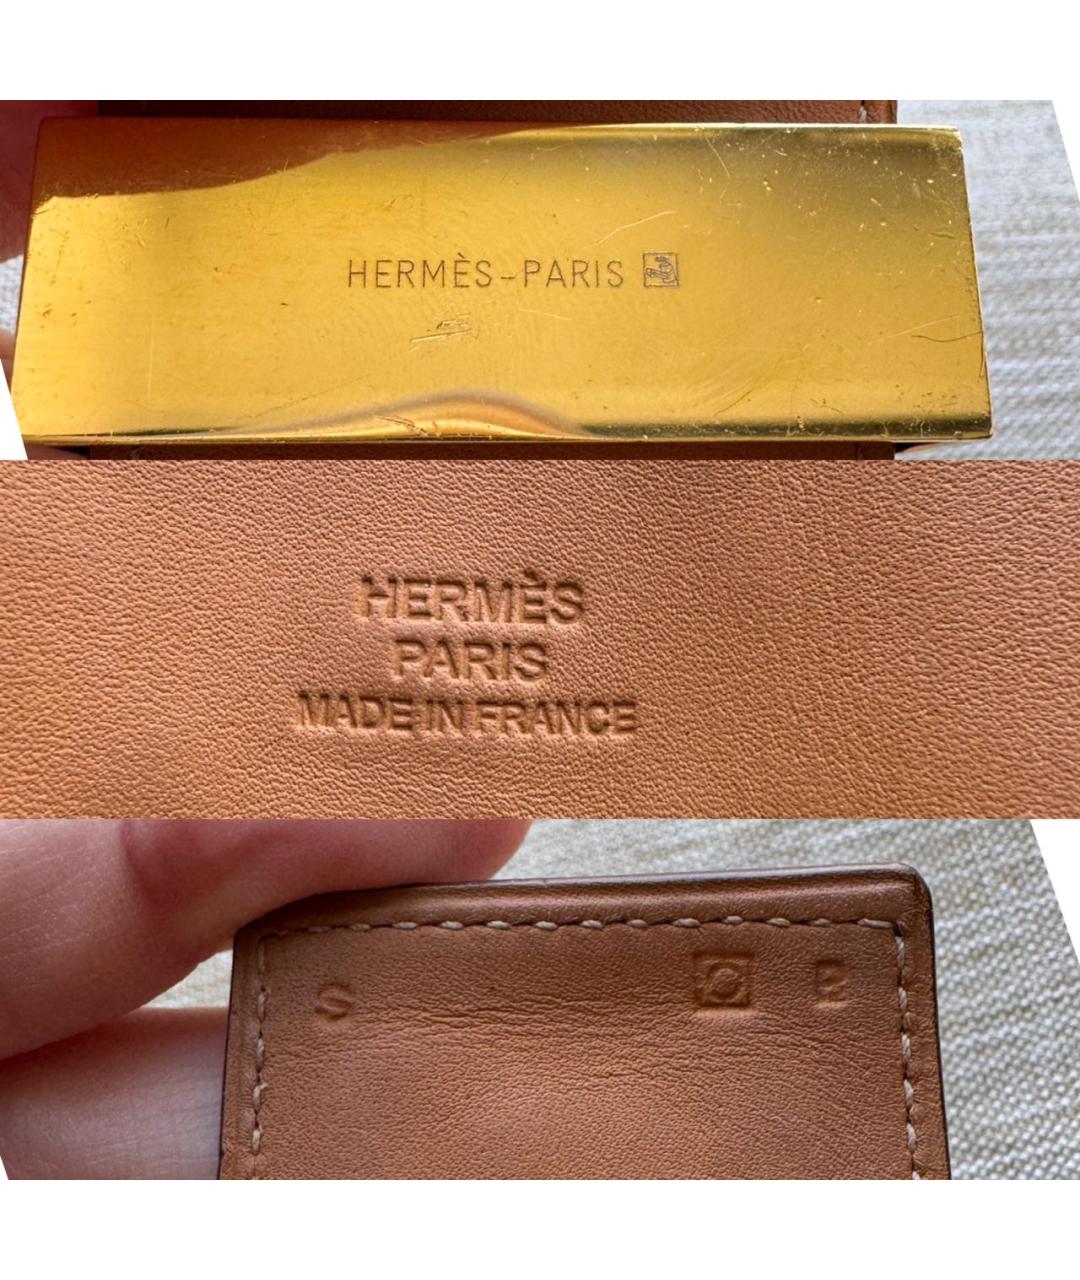 HERMÈS-PARIS
HERMÈS
PARIS
MADE IN FRANCE
S O P